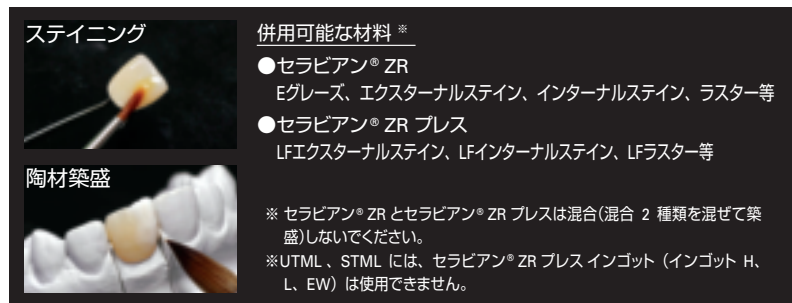 ステイニング
併用可能な材料 ※
●セラビアン® ZR
Eグレーズ、エクスターナルステイン、インターナルステイン、ラスター等
●セラビアン® ZR プレス
LFエクスターナルステイン、LFインターナルステイン、LFラスター等
陶材築盛
※ セラビアン® ZR とセラビアン® ZR プレスは混合(混合 2 種類を混ぜて築
盛)しないでください。
※UTML 、STML には、セラビアン® ZR プレス インゴット（インゴット H、
L、EW）は使用できません。